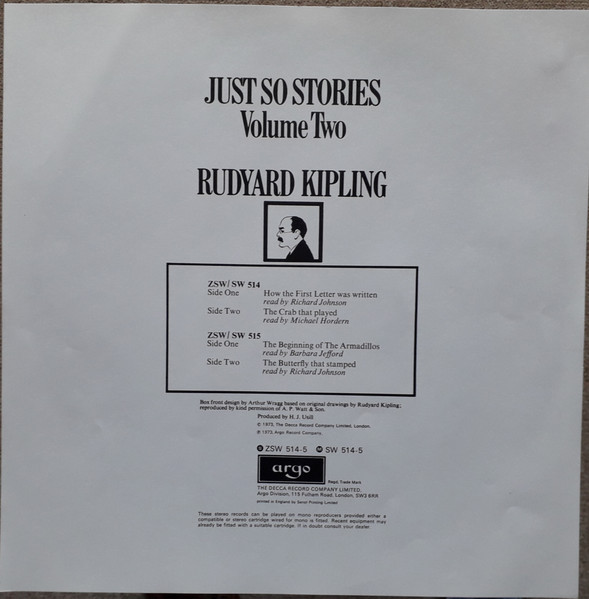 JUST SO STORIES
Volume Two
RUDYARD KIPLING
ZSW/SW 514
Side One How the First Letter was written
read by Richard Johnson
Side Two The Crab that played
read by Michael Hordern
ZSW/SW 515
Side One The Beginning of The Armadillos
read by Barbara Jefford
Side Two The Butterfly that stamped
read by Richard Johnson
Box front design by Arthur Wragg based on original drawings by Rudyard Kipling;
reproduced by kind permission of A. P. Watt & Son.
Produced by H. J. Usill
© 1973, The Decca Record Company Limited, London.
℗ 1973, Argo Record Company.
ZSW 514-5 SW 514-5
argo
Regd. Trade Mark
THE DECCA RECORD COMPANY LIMITED,
Argo Division, 115 Fulham Road, London, SW3 6RR
printed in England by Senol Printing Limited
These stereo records can be played on mono reproducers provided either a
compatible or stereo cartridge wired for mono is fitted. Recent equipment may
already be fitted with a suitable cartridge. If in doubt consult your dealer.